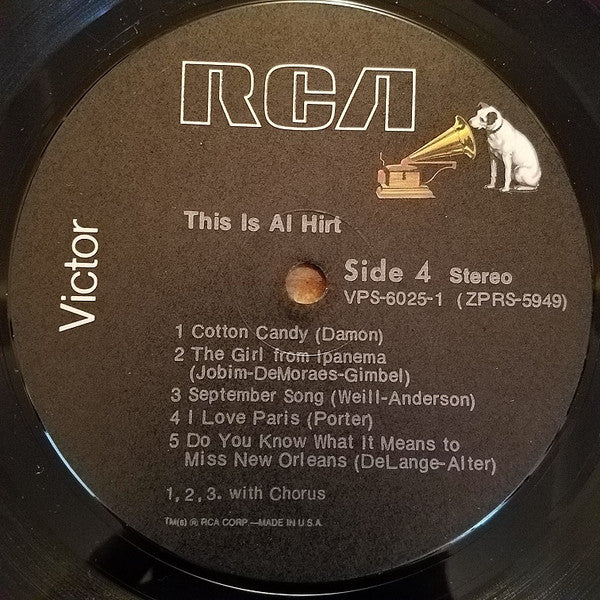 RCA
Victor
This Is Al Hirt
Side 4 Stereo
VPS-6025-1 (ZPRS-5949)
1 Cotton Candy (Damon)
2 The Girl from Ipanema
(Jobim-DeMoraes-Gimbel)
3 September Song (Weill-Anderson)
4 I Love Paris (Porter)
5 Do You Know What It Means to
Miss New Orleans (DeLange-Alter)
1, 2, 3. with Chorus
TM(s) ® RCA CORP.—MADE IN U.S.A.